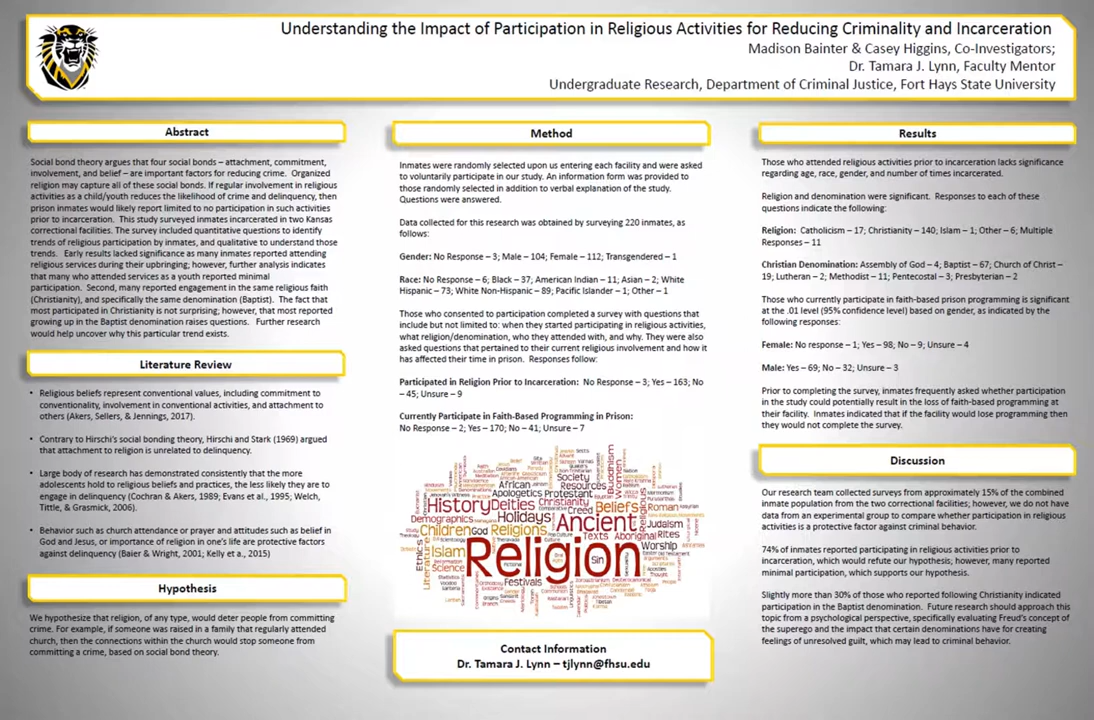 Understanding the Impact of Participation in Religious Activities for Reducing Criminality and Incarceration
Madison Bainter & Casey Higgins, Co-Investigators;
Dr. Tamara J. Lynn, Faculty Mentor
Undergraduate Research, Department of Criminal Justice, Fort Hays State University
Abstract
Social bond theory argues that four social bonds – attachment, commitment,
involvement, and belief – are important factors for reducing crime. Organized
religion may capture all of these social bonds. If regular involvement in religious
activities as a child/youth reduces the likelihood of crime and delinquency, then
prison inmates would likely report limited to no participation in such activities
prior to incarceration. This study surveyed inmates incarcerated in two Kansas
correctional facilities. The survey included quantitative questions to identify
trends of religious participation by inmates, and qualitative to understand those
trends. Early results lacked significance as many inmates reported attending
religious services during their upbringing; however, further analysis indicates
that many who attended services as a youth reported minimal
participation. Second, many reported engagement in the same religious faith
(Christianity), and specifically the same denomination (Baptist). The fact that
most participated in Christianity is not surprising; however, that most reported
growing up in the Baptist denomination raises questions. Further research
would help uncover why this particular trend exists.
Literature Review
• Religious beliefs represent conventional values, including commitment to
conventionality, involvement in conventional activities, and attachment to
others (Akers, Sellers, & Jennings, 2017).
• Contrary to Hirschi's social bonding theory, Hirschi and Stark (1969) argued
that attachment to religion is unrelated to delinquency.
• Large body of research has demonstrated consistently that the more
adolescents hold to religious beliefs and practices, the less likely they are to
engage in delinquency (Cochran & Akers, 1989; Evans et al., 1995; Welch,
Tittle, & Grasmick, 2006).
• Behavior such as church attendance or prayer and attitudes such as belief in
God and Jesus, or importance of religion in one's life are protective factors
against delinquency (Baier & Wright, 2001; Kelly et al., 2015)
Hypothesis
We hypothesize that religion, of any type, would deter people from committing
crime. For example, if someone was raised in a family that regularly attended
church, then the connections within the church would stop someone from
committing a crime, based on social bond theory.
Method
Inmates were randomly selected upon us entering each facility and were asked
to voluntarily participate in our study. An information form was provided to
those randomly selected in addition to verbal explanation of the study.
Questions were answered.
Data collected for this research was obtained by surveying 220 inmates, as
follows:
Gender: No Response – 3; Male – 104; Female – 112; Transgendered – 1
Race: No Response – 6; Black – 37; American Indian – 11; Asian – 2; White
Hispanic – 73; White Non-Hispanic – 89; Pacific Islander – 1; Other – 1
Those who consented to participation completed a survey with questions that
include but not limited to: when they started participating in religious activities,
what religion/denomination, who they attended with, and why. They were also
asked questions that pertained to their current religious involvement and how it
has affected their time in prison. Responses follow:
Participated in Religion Prior to Incarceration: No Response – 3; Yes – 163; No
– 45; Unsure – 9
Currently Participate in Faith-Based Programming in Prison:
No Response – 2; Yes – 170; No – 41; Unsure – 7
Society
Buddhism
Women
African
Resources
Apologetics Protestant
History Deities Christianity
Creed Beliefs Roman
Demographics Holidays Ancient Judaism
Children God Religions Texts Aboriginal Rites
Ethics Islam Religion Sin Worship
Literature Information
Science
Festivals
Contact Information
Dr. Tamara J. Lynn – tjlynn@fhsu.edu
Results
Those who attended religious activities prior to incarceration lacks significance
regarding age, race, gender, and number of times incarcerated.
Religion and denomination were significant. Responses to each of these
questions indicate the following:
Religion: Catholicism – 17; Christianity – 140; Islam – 1; Other – 6; Multiple
Responses – 11
Christian Denomination: Assembly of God – 4; Baptist – 67; Church of Christ –
19; Lutheran – 2; Methodist – 11; Pentecostal – 3; Presbyterian – 2
Those who currently participate in faith-based prison programming is significant
at the .01 level (95% confidence level) based on gender, as indicated by the
following responses:
Female: No response – 1; Yes – 98; No – 9; Unsure – 4
Male: Yes – 69; No – 32; Unsure – 3
Prior to completing the survey, inmates frequently asked whether participation
in the study could potentially result in the loss of faith-based programming at
their facility. Inmates indicated that if the facility would lose programming then
they would not complete the survey.
Discussion
Our research team collected surveys from approximately 15% of the combined
inmate population from the two correctional facilities; however, we do not have
data from an experimental group to compare whether participation in religious
activities is a protective factor against criminal behavior.
74% of inmates reported participating in religious activities prior to
incarceration, which would refute our hypothesis; however, many reported
minimal participation, which supports our hypothesis.
Slightly more than 30% of those who reported following Christianity indicated
participation in the Baptist denomination. Future research should approach this
topic from a psychological perspective, specifically evaluating Freud's concept of
the superego and the impact that certain denominations have for creating
feelings of unresolved guilt, which may lead to criminal behavior.